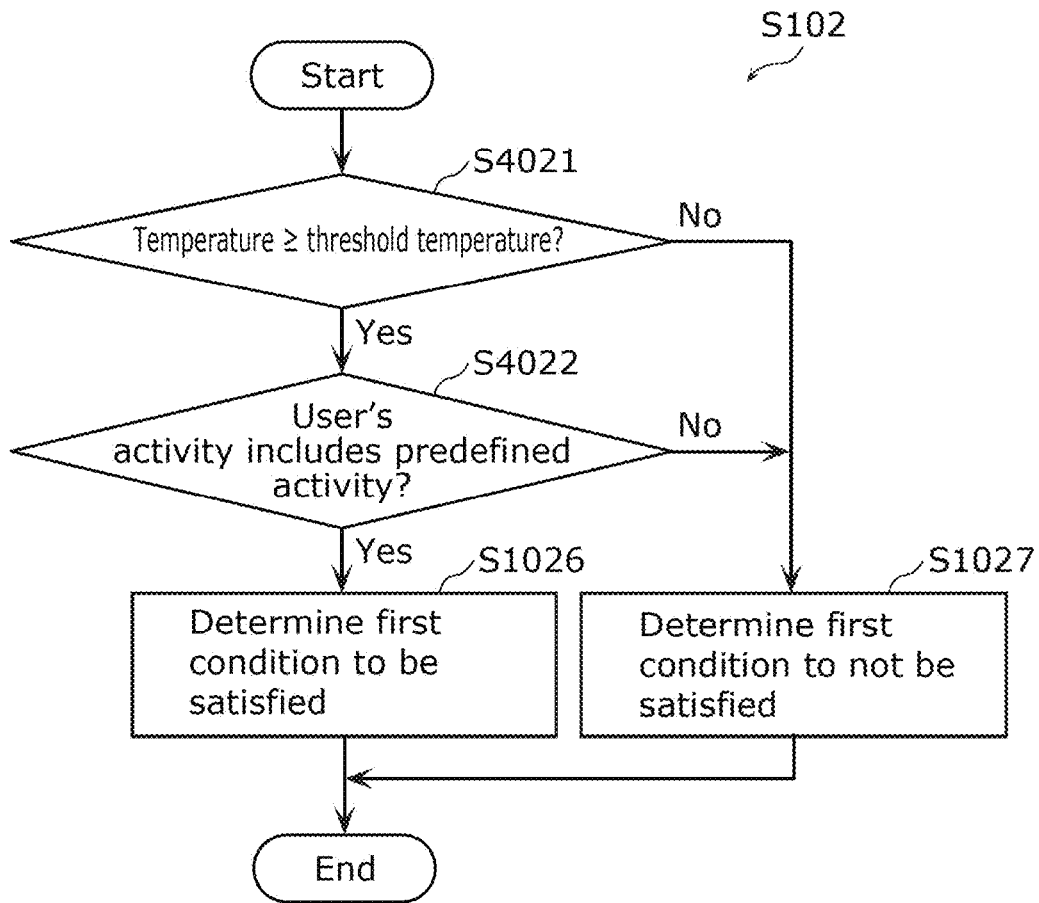 S102
Start
S4021
Temperature ≥ threshold temperature?
No
Yes
S4022
User's
activity includes predefined
activity?
No
Yes
S1026
S1027
Determine first
condition to be
satisfied
Determine first
condition to not be
satisfied
End